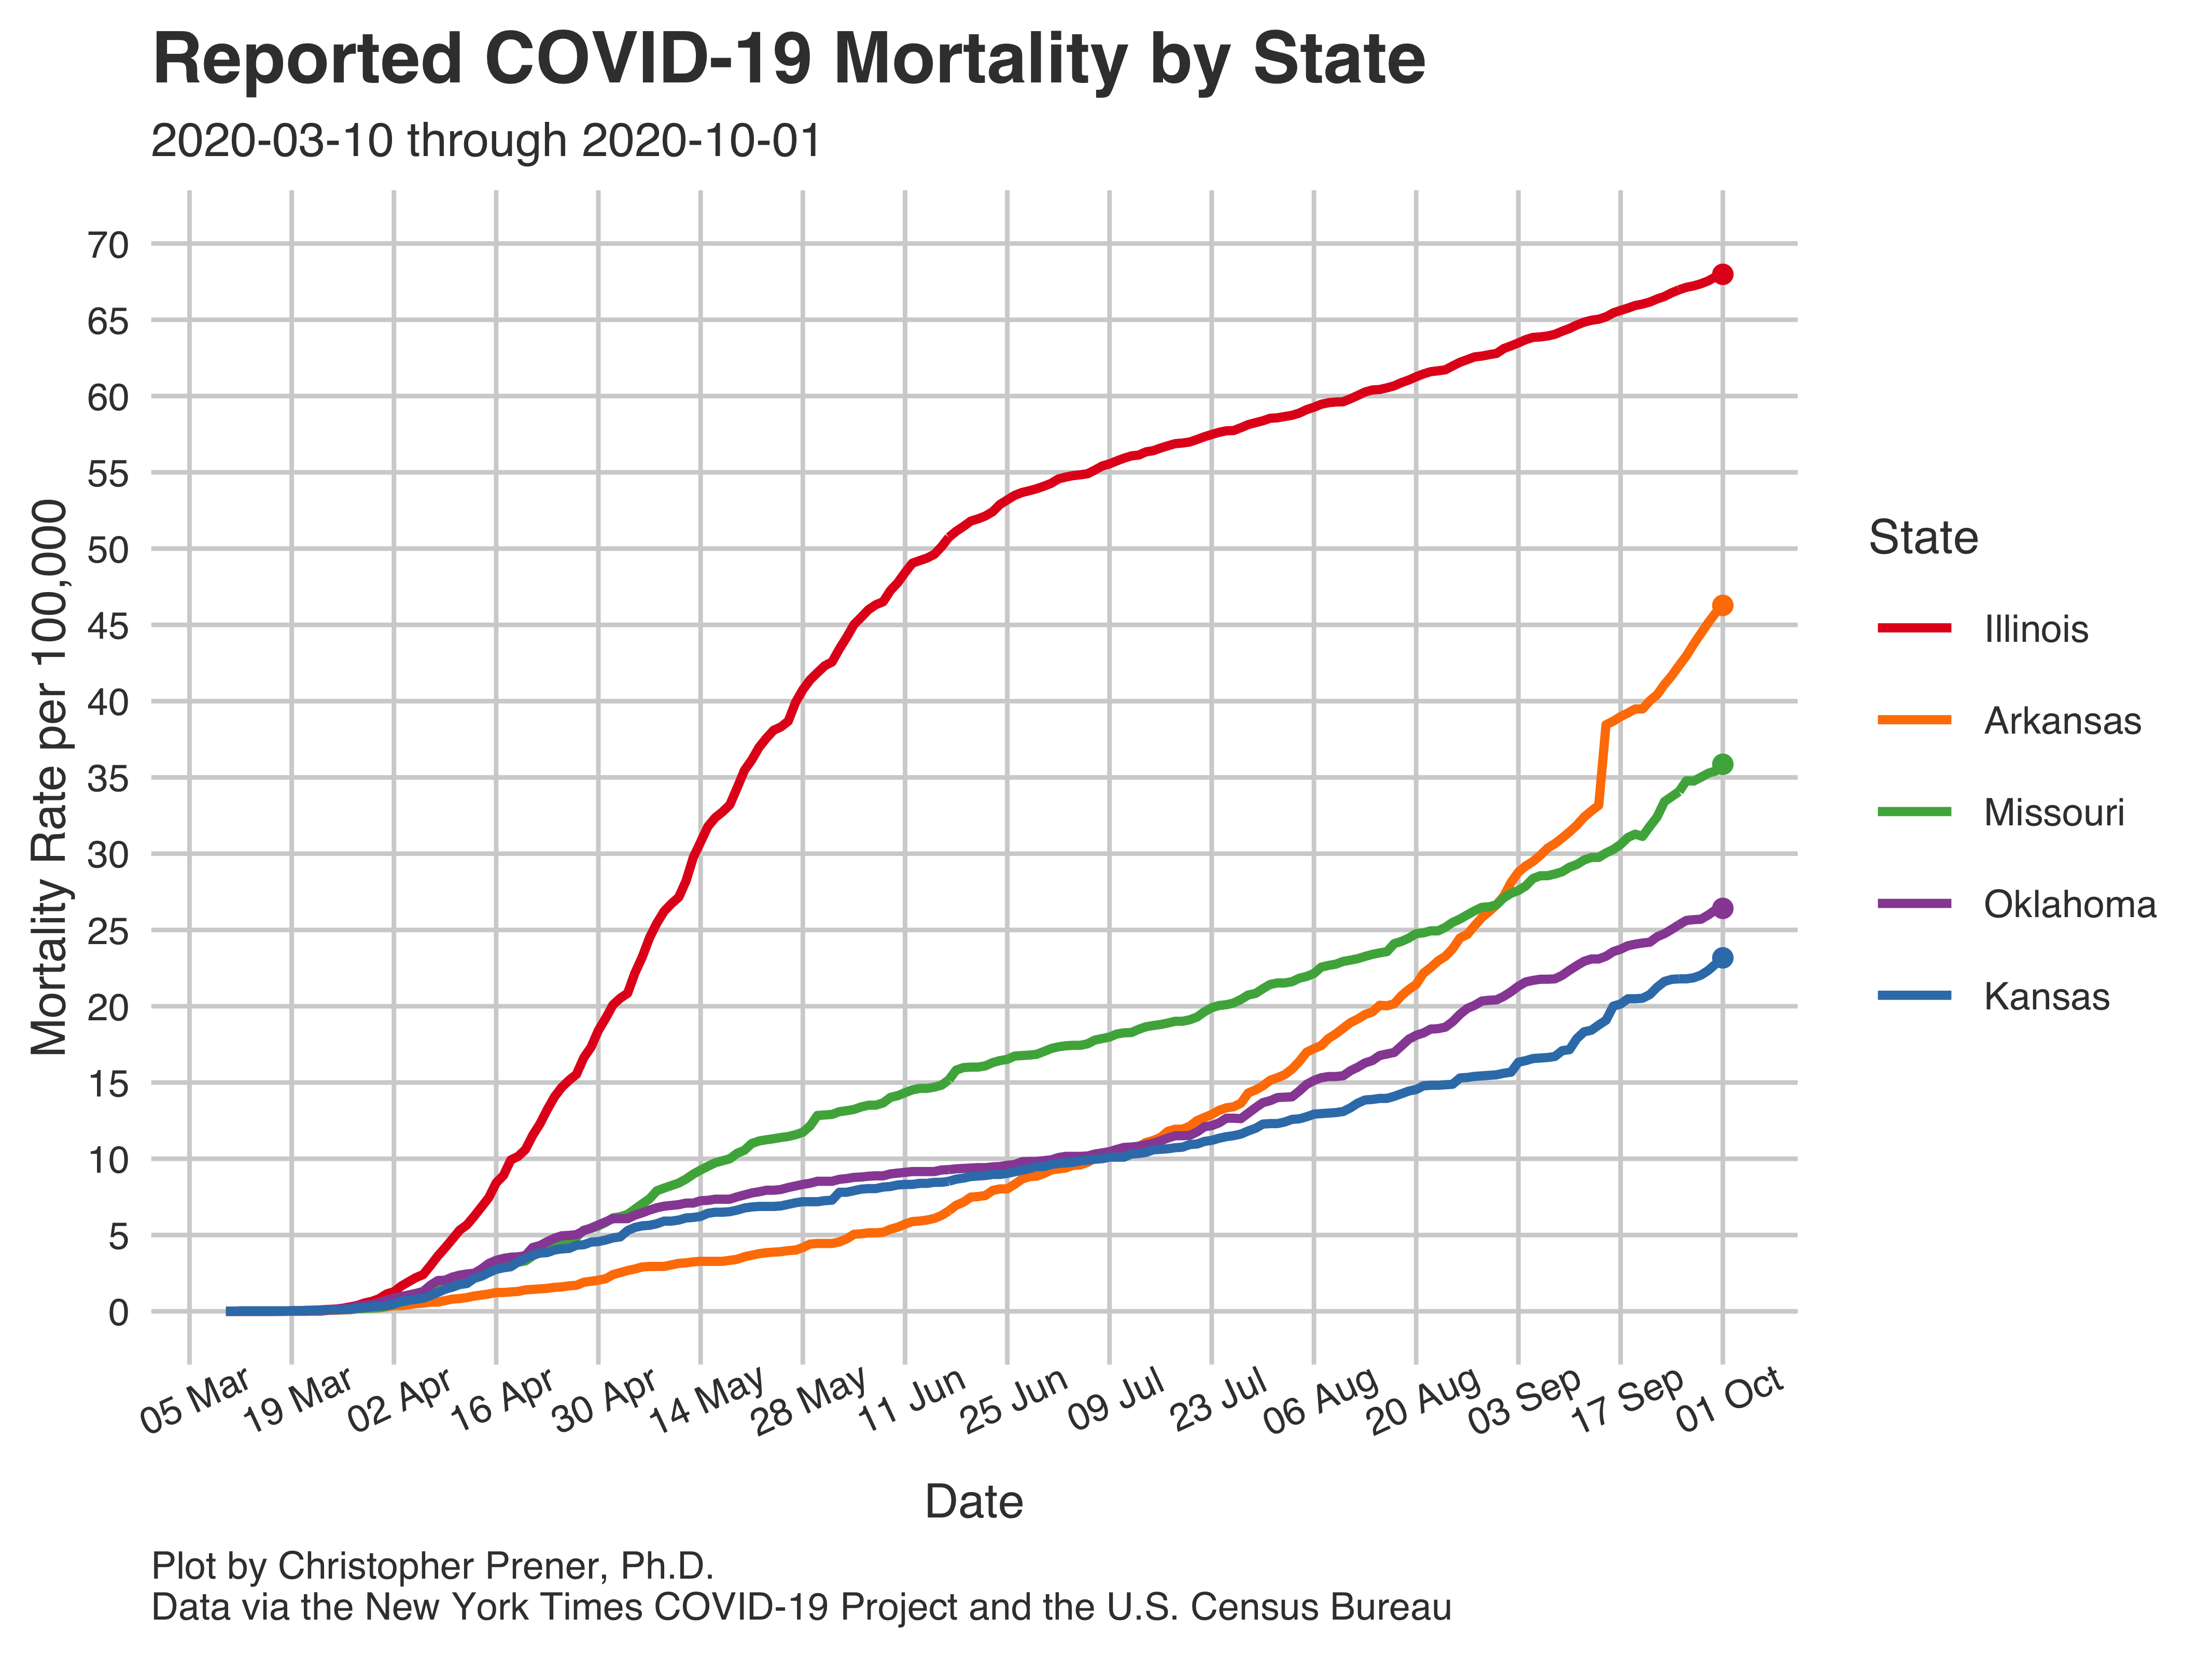 Reported COVID-19 Mortality by State
2020-03-10 through 2020-10-01
Mortality Rate per 100,000
70
65
60
55
50
45
40
35
30
25
20
15
10
5
0
05 Mar
19 Mar
02 Apr
16 Apr
30 Apr
14 May
28 May
11 Jun
25 Jun
09 Jul
23 Jul
06 Aug
20 Aug
03 Sep
17 Sep
01 Oct
Date
State
Illinois
Arkansas
Missouri
Oklahoma
Kansas
Plot by Christopher Prener, Ph.D.
Data via the New York Times COVID-19 Project and the U.S. Census Bureau